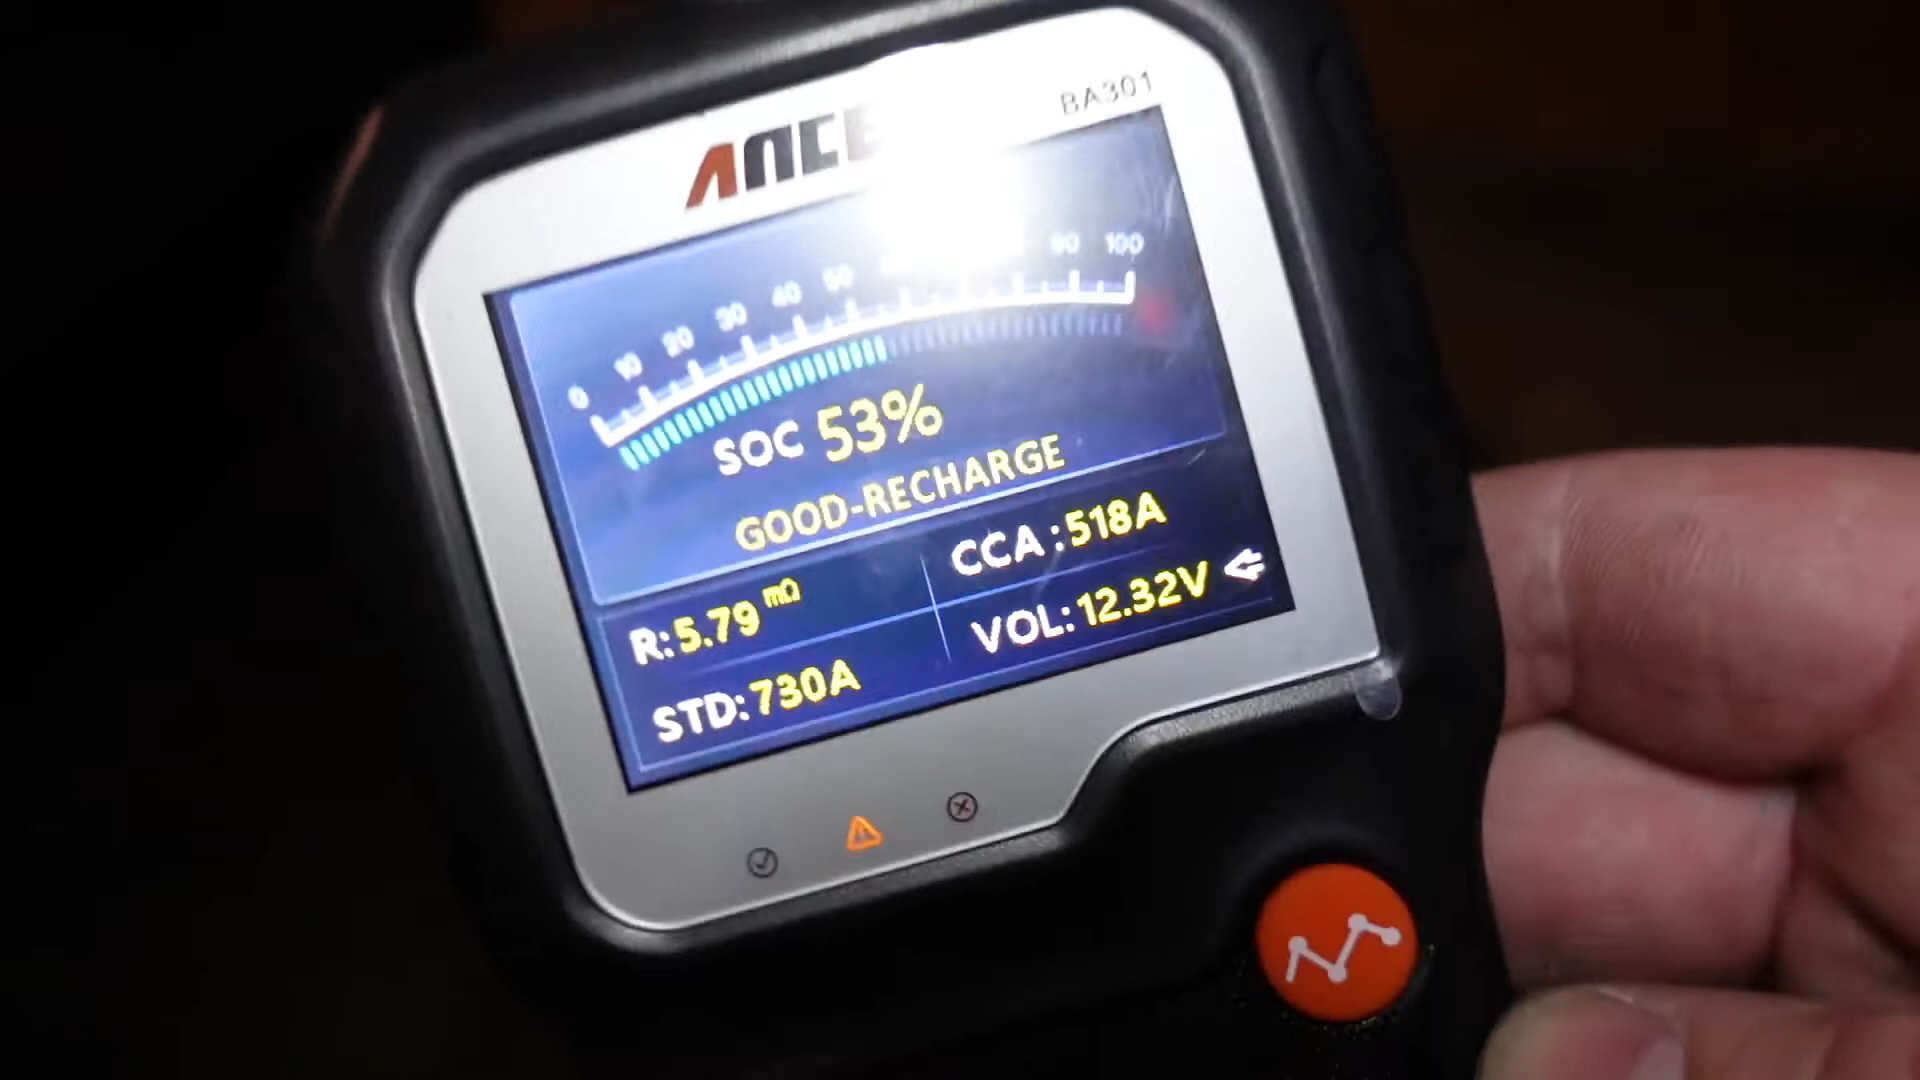 BA301
ANCE
0 10 20 30 40 50 100
SOC 53%
GOOD-RECHARGE
R:5.79 mΩ
CCA :518A
STD:730A
VOL:12.32V